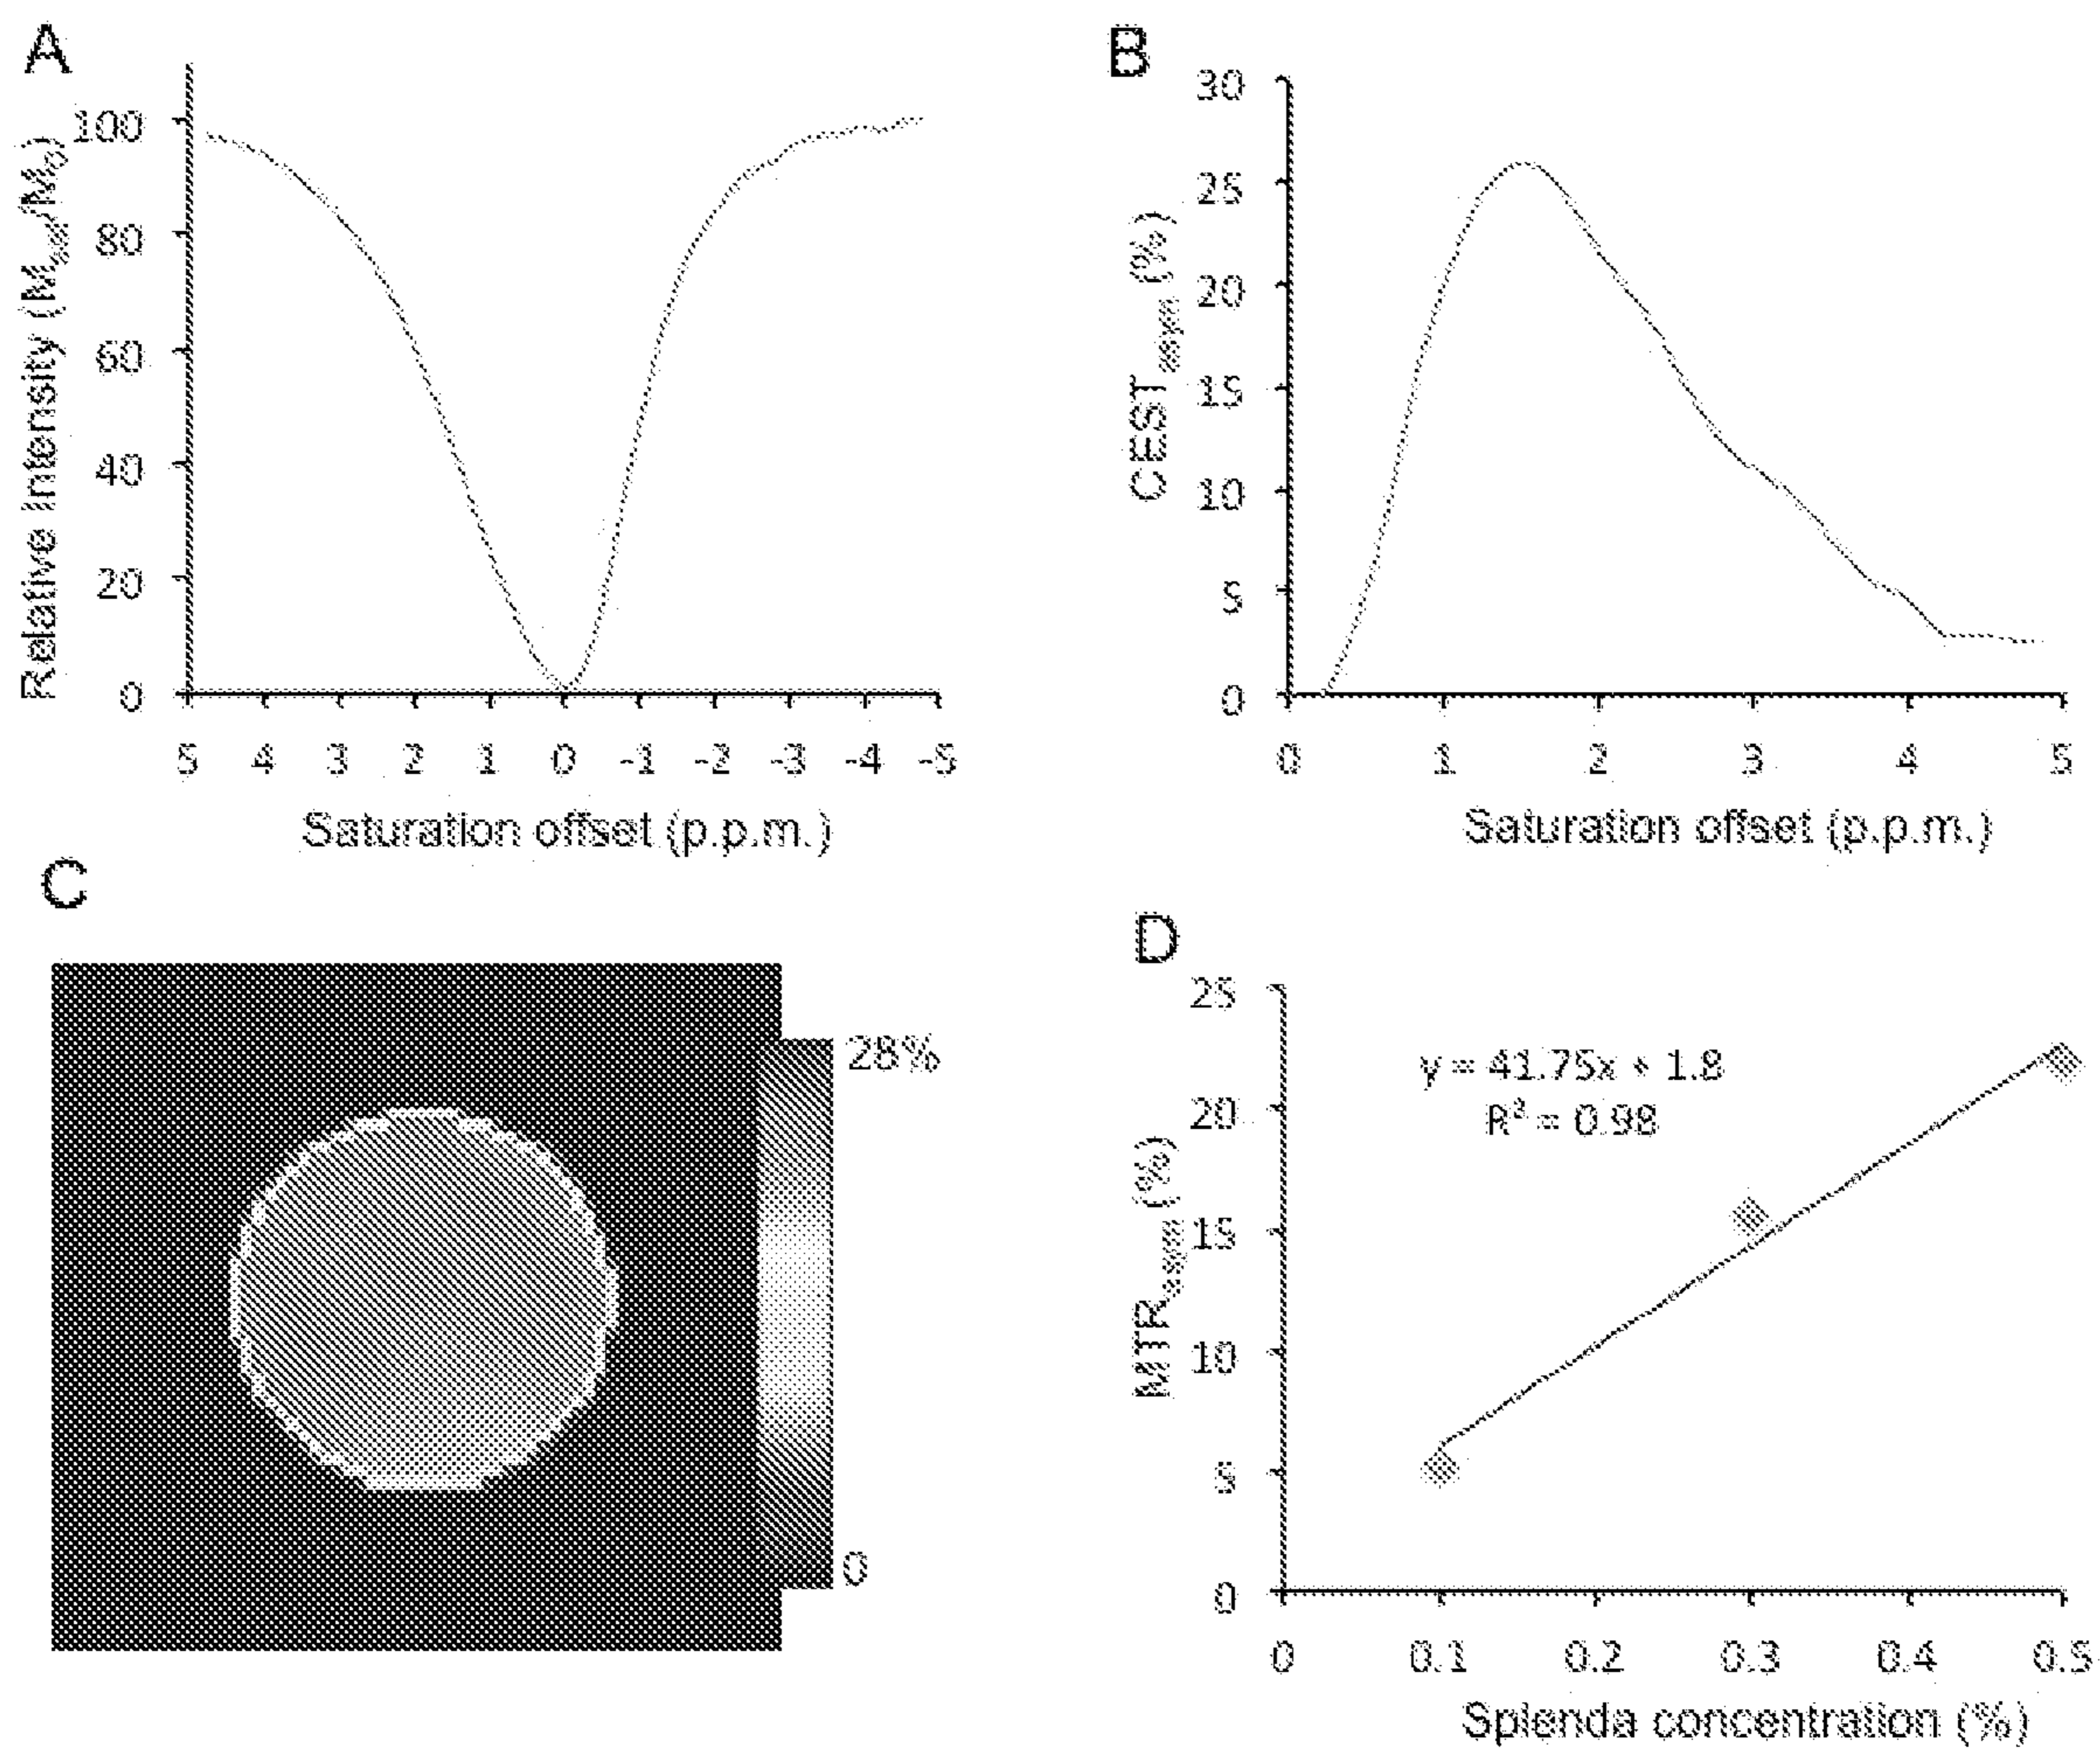 A
Relative Intensity (Msat/M0)
100
80
60
40
20
0
5 4 3 2 1 0 -1 -2 -3 -4 -5
Saturation offset (p.p.m.)
B
CESTasym (%)
30
25
20
15
10
5
0
0 1 2 3 4 5
Saturation offset (p.p.m.)
C
28%
0
D
MTRasym (%)
25
20
15
10
5
0
y = 41.75x + 1.8
R² = 0.98
0 0.1 0.2 0.3 0.4 0.5
Splenda concentration (%)